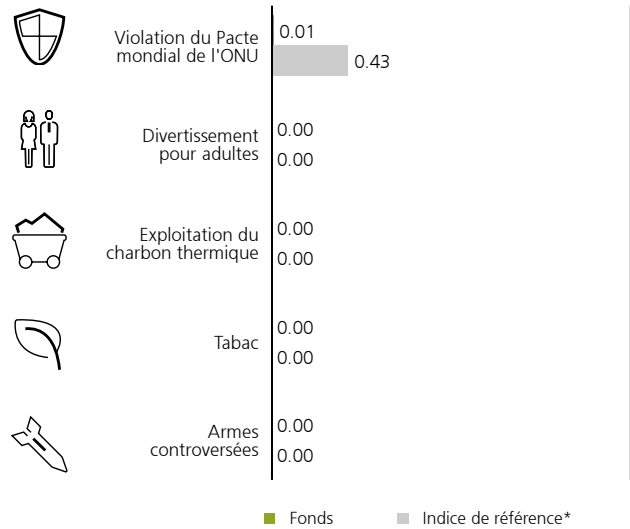 Violation du Pacte
mondial de l'ONU
0.01
0.43
Divertissement
pour adultes
0.00
0.00
Exploitation du
charbon thermique
0.00
0.00
Tabac
0.00
0.00
Armes
controversées
0.00
0.00
Fonds
Indice de référence*